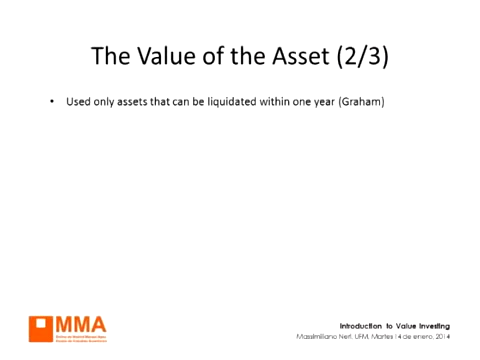 The Value of the Asset (2/3)
• Used only assets that can be liquidated within one year (Graham)
MMA
Introduction to Value Investing
Massimiliano Neri, UFM, Martes 14 de enero, 2014